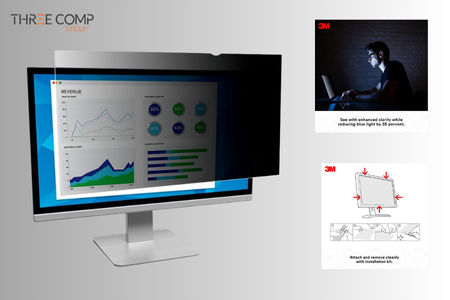 THREE COMP
GROUP
REVENUE
3M
See with enhanced clarity while
reducing blue light by 35 percent.
3M
Attach and remove cleanly
with installation kit.